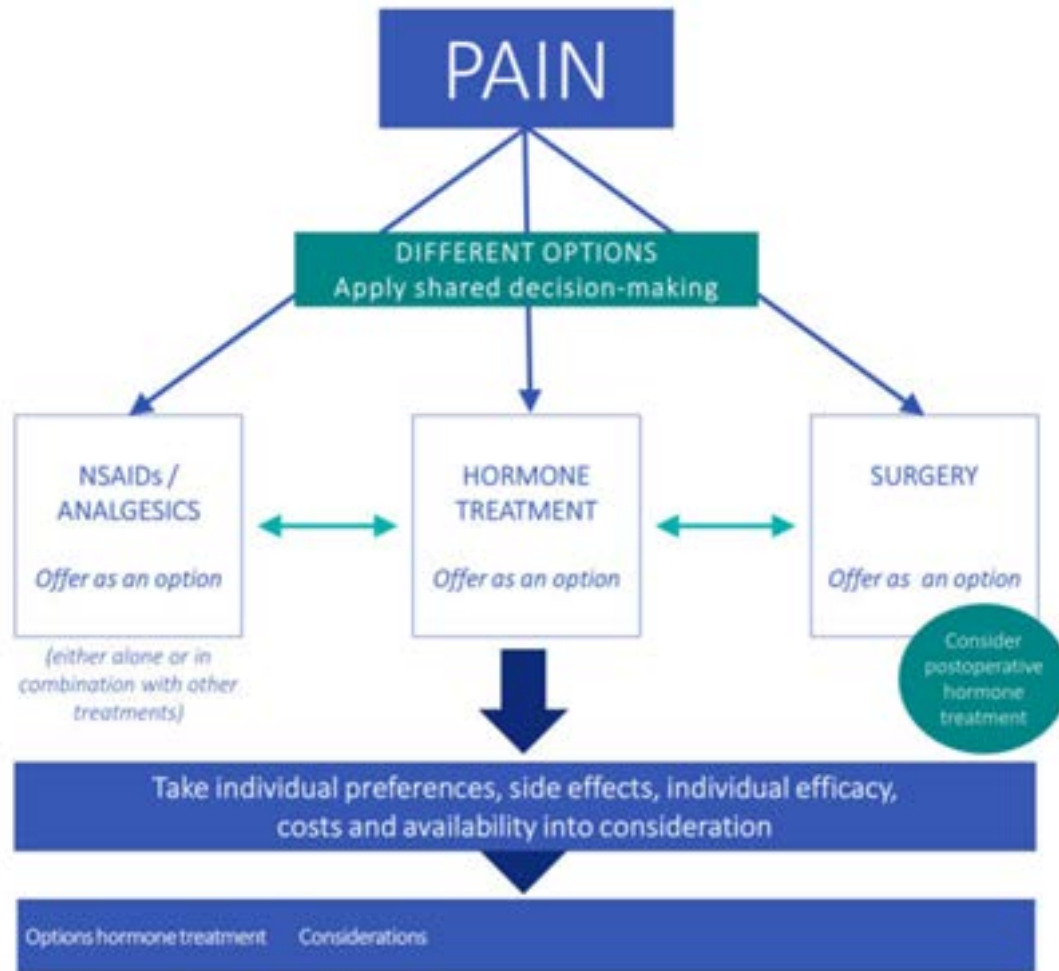 PAIN
DIFFERENT OPTIONS
Apply shared decision-making
NSAIDs /
ANALGESICS
Offer as an option
(either alone or in
combination with other
treatments)
HORMONE
TREATMENT
Offer as an option
SURGERY
Offer as an option
Consider
postoperative
hormone
treatment
Take individual preferences, side effects, individual efficacy,
costs and availability into consideration
Options hormone treatment Considerations